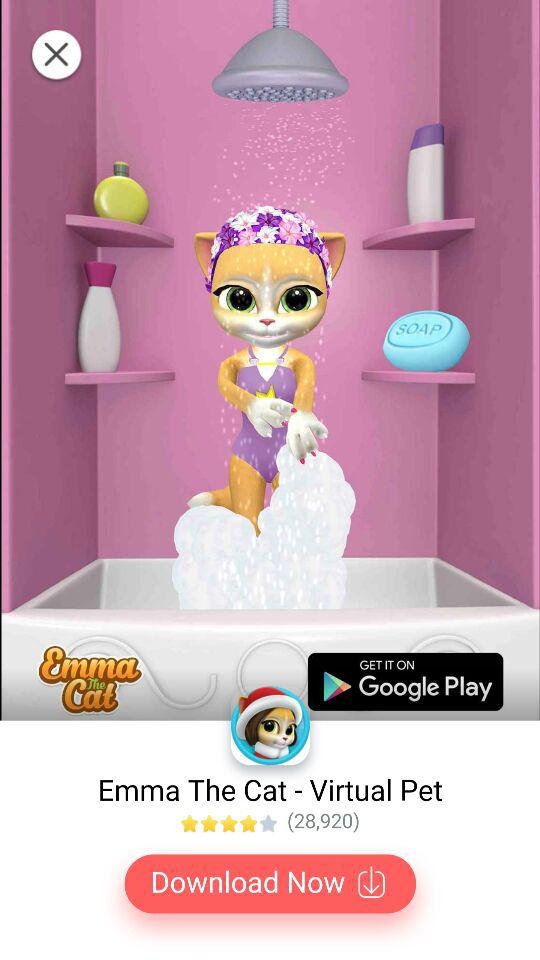 SOAP
Emma
The
Cat
GET IT ON
Google Play
Emma The Cat - Virtual Pet
(28,920)
Download Now